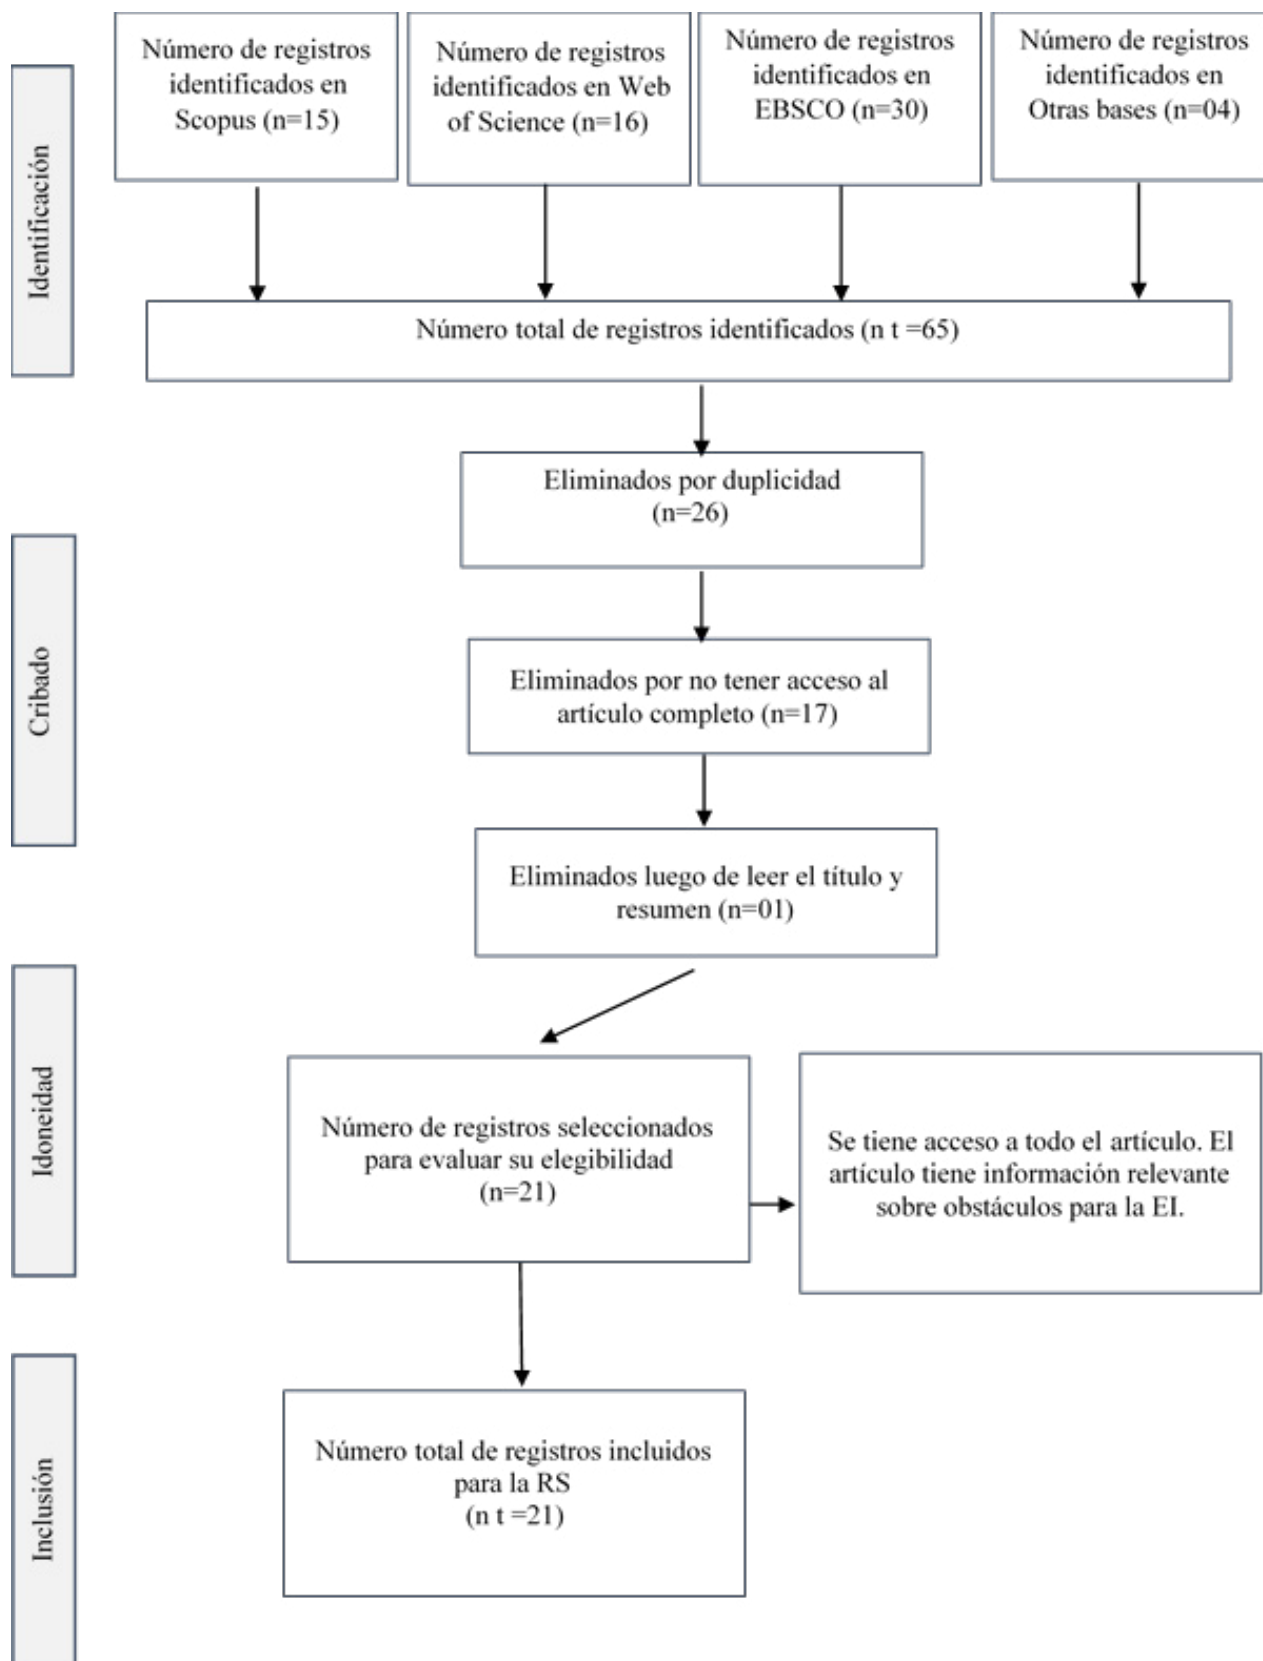 Número de registros
identificados en
Scopus (n=15)
Número de registros
identificados en Web
of Science (n=16)
Número de registros
identificados en
EBSCO (n=30)
Número de registros
identificados en
Otras bases (n=04)
Identificación
Número total de registros identificados (n t =65)
Eliminados por duplicidad
(n=26)
Cribado
Eliminados por no tener acceso al
artículo completo (n=17)
Eliminados luego de leer el título y
resumen (n=01)
Idoneidad
Número de registros seleccionados
para evaluar su elegibilidad
(n=21)
Se tiene acceso a todo el artículo. El
artículo tiene información relevante
sobre obstáculos para la EI.
Inclusión
Número total de registros incluidos
para la RS
(n t =21)